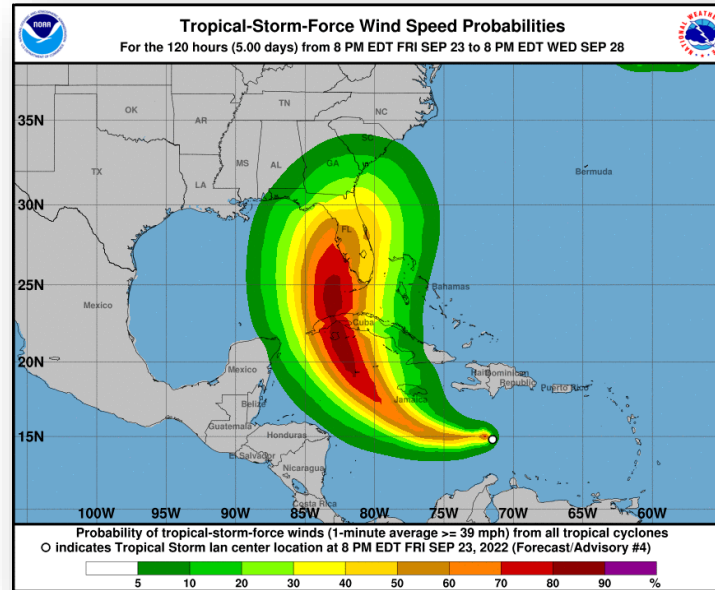 NOAA
Tropical-Storm-Force Wind Speed Probabilities
For the 120 hours (5.00 days) from 8 PM EDT FRI SEP 23 to 8 PM EDT WED SEP 28
NATIONAL WEATHER
35N
OK
AR
TN
NC
SC
TX
LA
MS
AL
GA
Bermuda
30N
FL
25N
Mexico
Bahamas
Cuba
20N
Mexico
Haiti
Dominican
Republic
Puerto Rico
Belize
Jamaica
15N
Guatemala
Honduras
El Salvador
Nicaragua
Costa Rica
100W 95W 90W 85W 80W 75W 70W 65W 60W
Probability of tropical-storm-force winds (1-minute average >= 39 mph) from all tropical cyclones
O indicates Tropical Storm Ian center location at 8 PM EDT FRI SEP 23, 2022 (Forecast/Advisory #4)
5 10 20 30 40 50 60 70 80 90 %